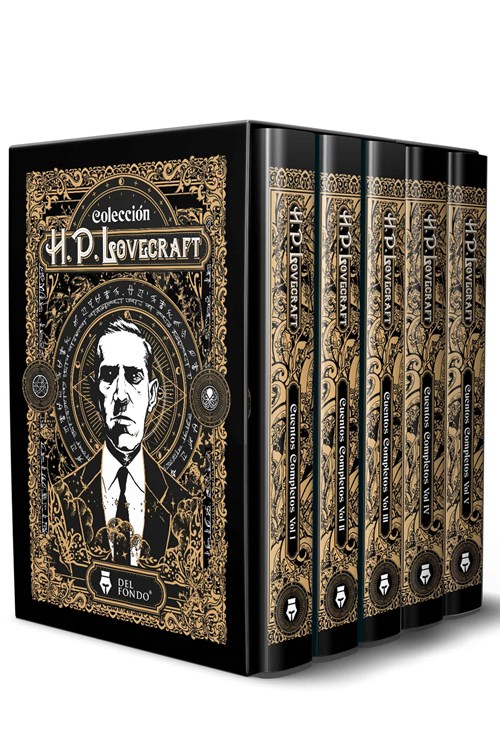 Colección
H.P. Lovecraft
DEL
FONDO®
H.P. Lovecraft
Cuentos Completos Vol I
H.P. Lovecraft
Cuentos Completos Vol II
H.P. Lovecraft
Cuentos Completos Vol III
H.P. Lovecraft
Cuentos Completos Vol IV
H.P. Lovecraft
Cuentos Completos Vol V